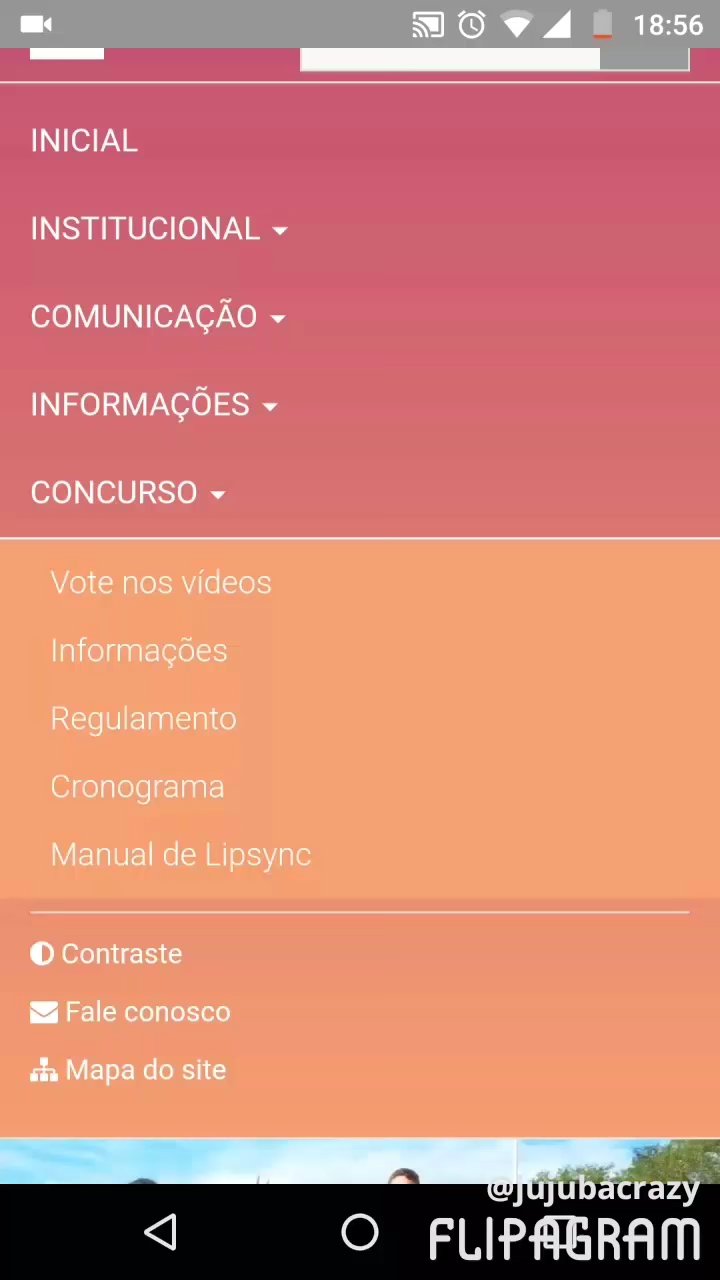 18:56
INICIAL
INSTITUCIONAL
COMUNICAÇÃO
INFORMAÇÕES
CONCURSO
Vote nos vídeos
Informações
Regulamento
Cronograma
Manual de Lipsync
Contraste
Fale conosco
Mapa do site
@jujubacrazy
FLIPAGRAM